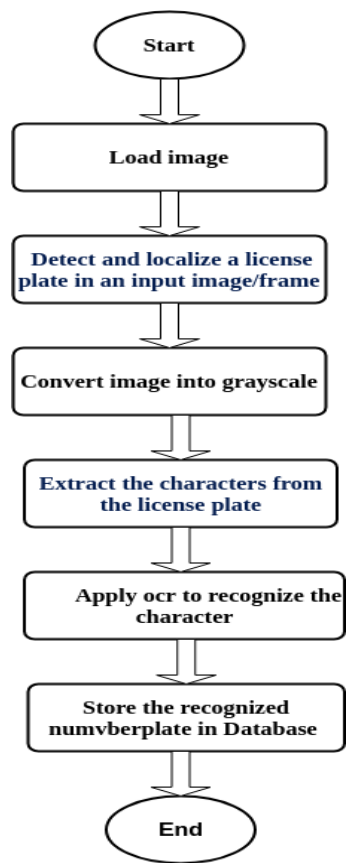 Start
Load image
Detect and localize a license
plate in an input image/frame
Convert image into grayscale
Extract the characters from
the license plate
Apply ocr to recognize the
character
Store the recognized
numvberplate in Database
End